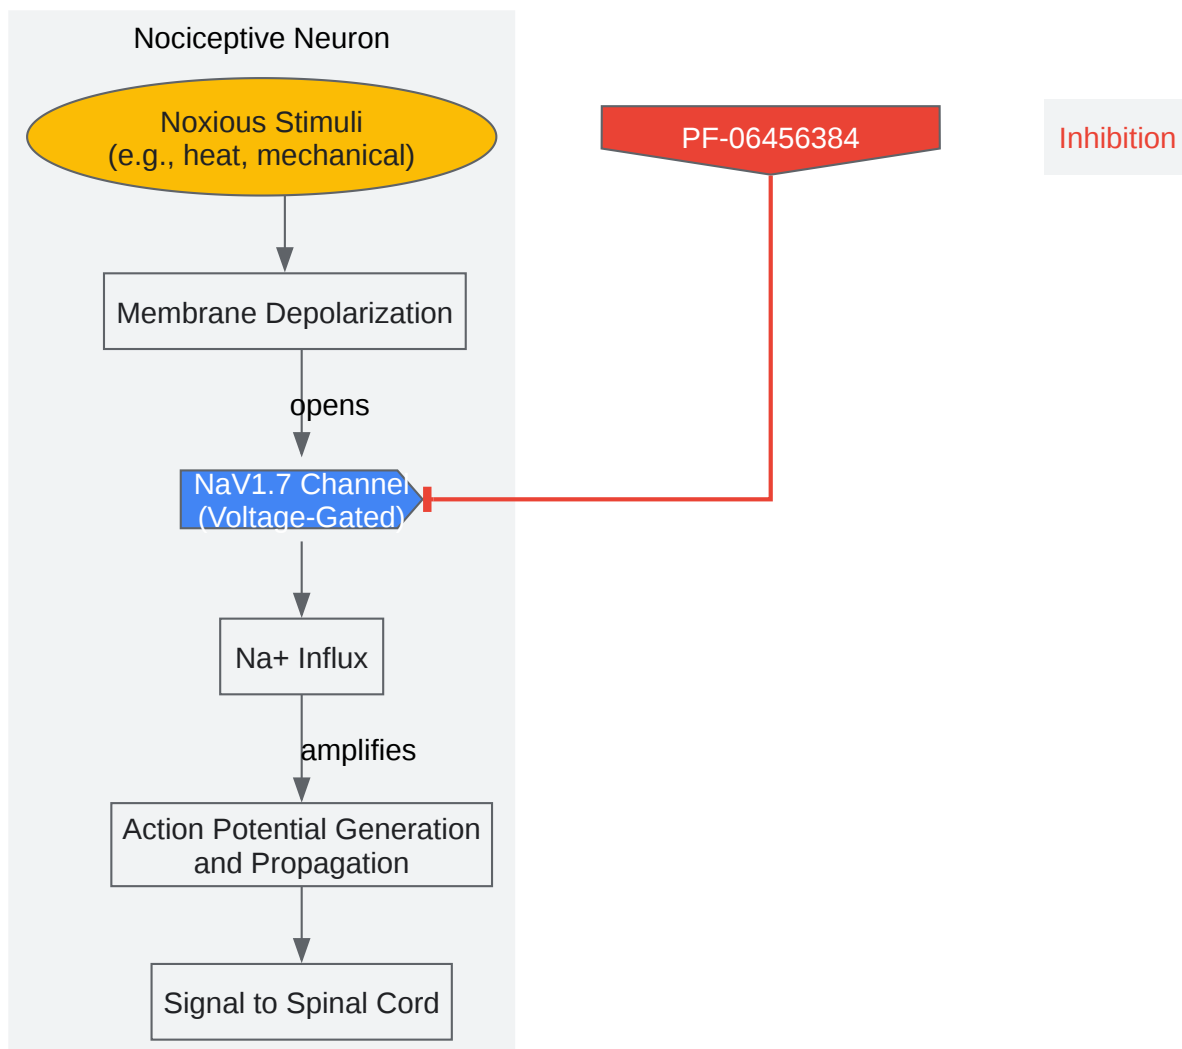 Nociceptive Neuron
Noxious Stimuli
(e.g., heat, mechanical)
PF-06456384
Inhibition
Membrane Depolarization
opens
NaV1.7 Channel
(Voltage-Gated)
Na+ Influx
amplifies
Action Potential Generation
and Propagation
Signal to Spinal Cord